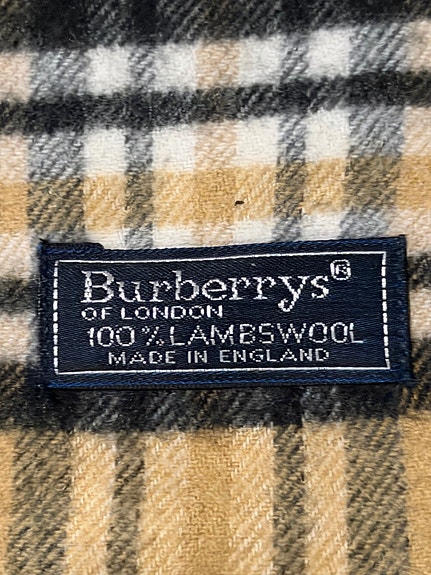 Burberrys®
OF LONDON
100% LAMBSWOOL
MADE IN ENGLAND